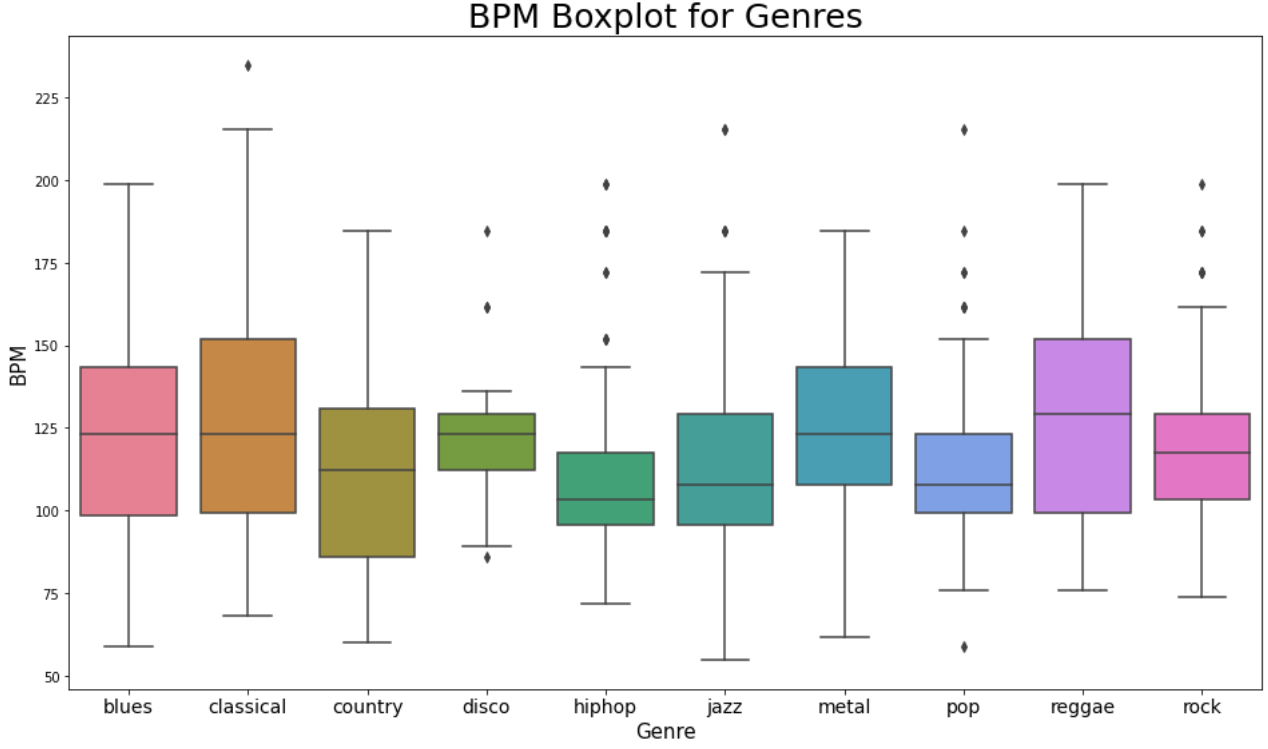 BPM Boxplot for Genres
BPM
225
200
175
150
125
100
75
50
blues classical country disco hiphop jazz metal pop reggae rock
Genre